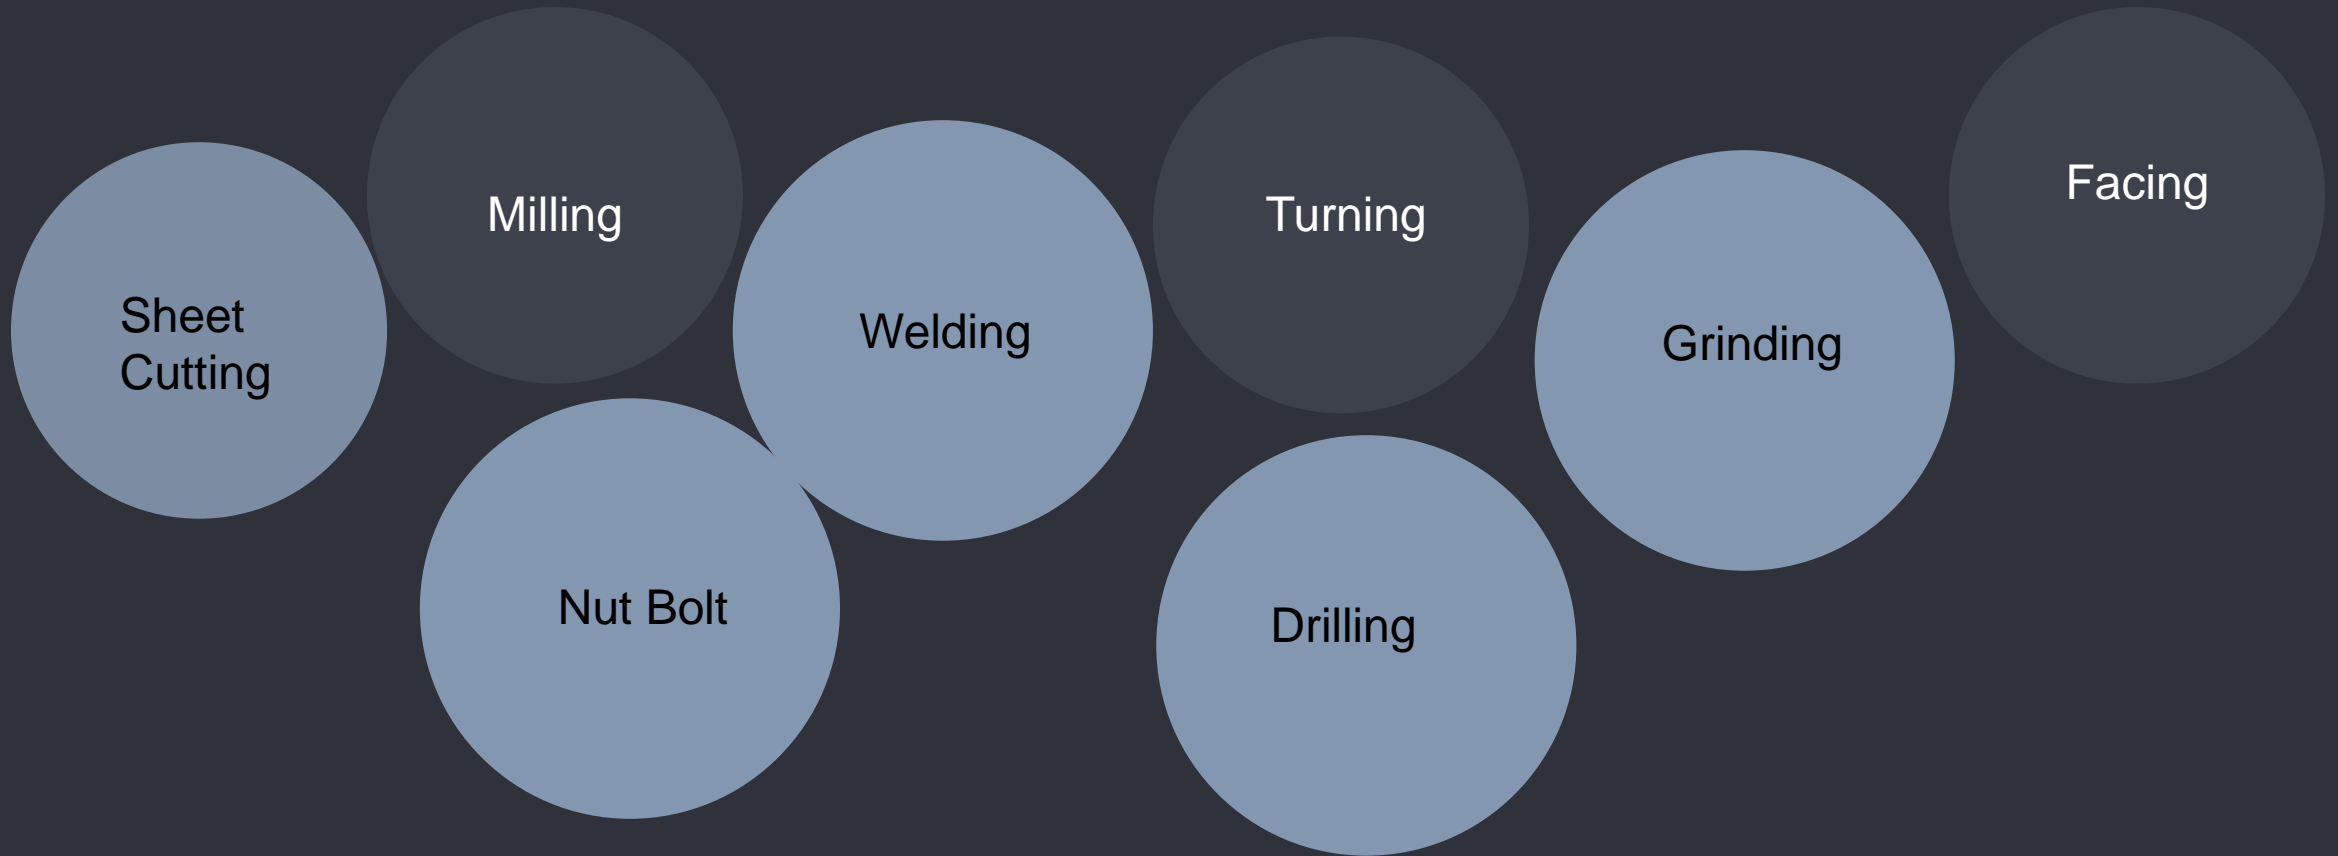 Sheet
Cutting
Milling
Welding
Turning
Grinding
Facing
Nut Bolt
Drilling